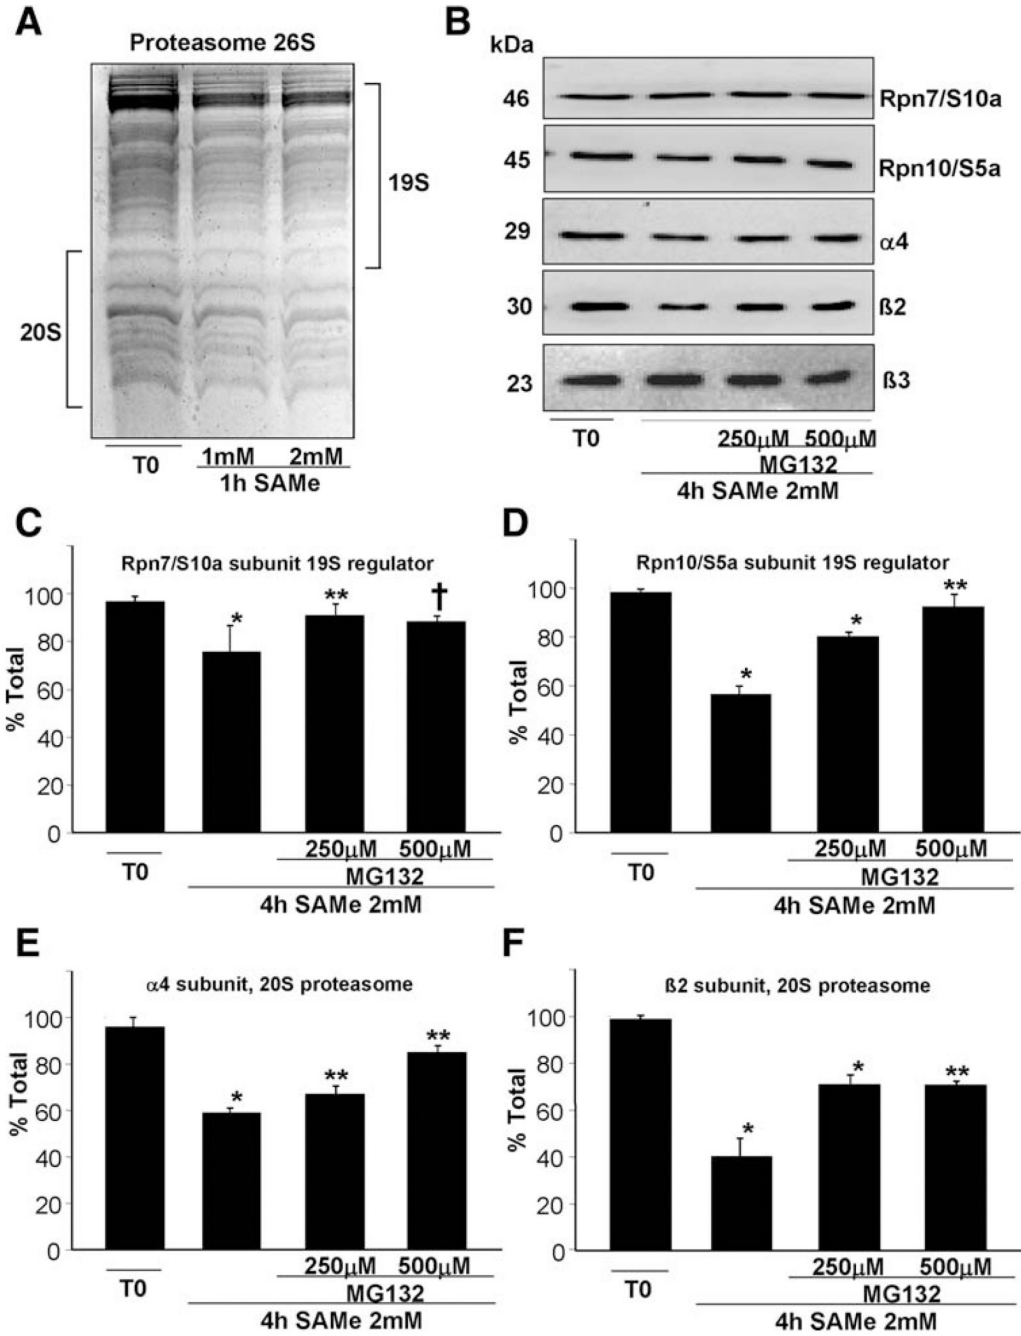 A
Proteasome 26S
19S
20S
T0
1mM 2mM
1h SAMe
B
kDa
46 Rpn7/S10a
45 Rpn10/S5a
29 α4
30 ß2
23 ß3
T0 250µM 500µM
MG132
4h SAMe 2mM
C
Rpn7/S10a subunit 19S regulator
% Total
100
80
60
40
20
0
* ** †
T0 250µM 500µM
MG132
4h SAMe 2mM
D
Rpn10/S5a subunit 19S regulator
% Total
100
80
60
40
20
0
* * **
T0 250µM 500µM
MG132
4h SAMe 2mM
E
α4 subunit, 20S proteasome
% Total
100
80
60
40
20
0
* ** **
T0 250µM 500µM
MG132
4h SAMe 2mM
F
ß2 subunit, 20S proteasome
% Total
100
80
60
40
20
0
* * **
T0 250µM 500µM
MG132
4h SAMe 2mM